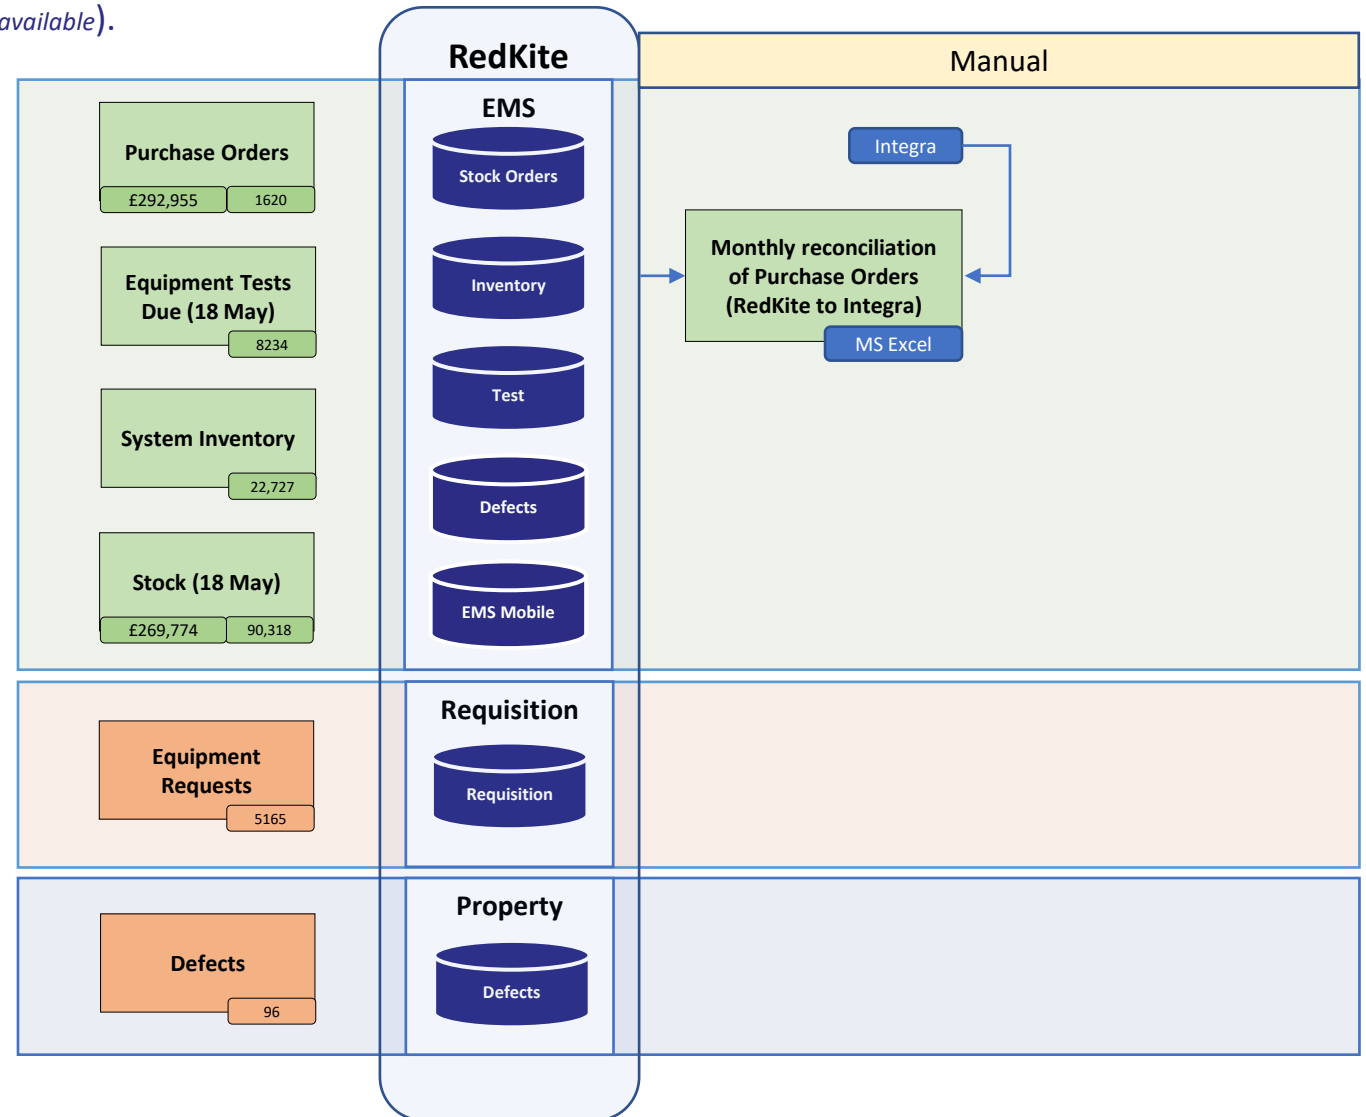 available).
RedKite
Manual
EMS
Purchase Orders
£292,955
1620
Stock Orders
Integra
Equipment Tests
Due (18 May)
8234
Inventory
Monthly reconciliation
of Purchase Orders
(RedKite to Integra)
MS Excel
System Inventory
22,727
Test
Defects
Stock (18 May)
£269,774
90,318
EMS Mobile
Requisition
Equipment
Requests
5165
Requisition
Property
Defects
96
Defects